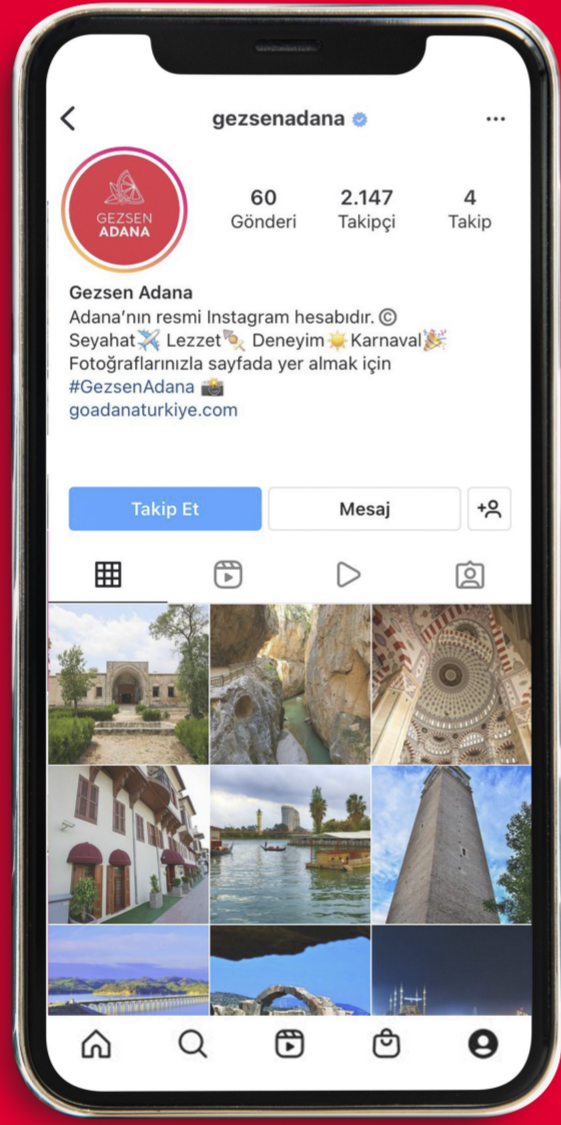 gezsenadana
GEZSEN
ADANA
60
Gönderi
2.147
Takipçi
4
Takip
Gezsen Adana
Adana’nın resmi Instagram hesabıdır. ©
Seyahat✈️ Lezzet🍢 Deneyim☀️Karnaval🎉
Fotoğraflarınızla sayfada yer almak için
#GezsenAdana 📸
goadanaturkiye.com
Takip Et
Mesaj